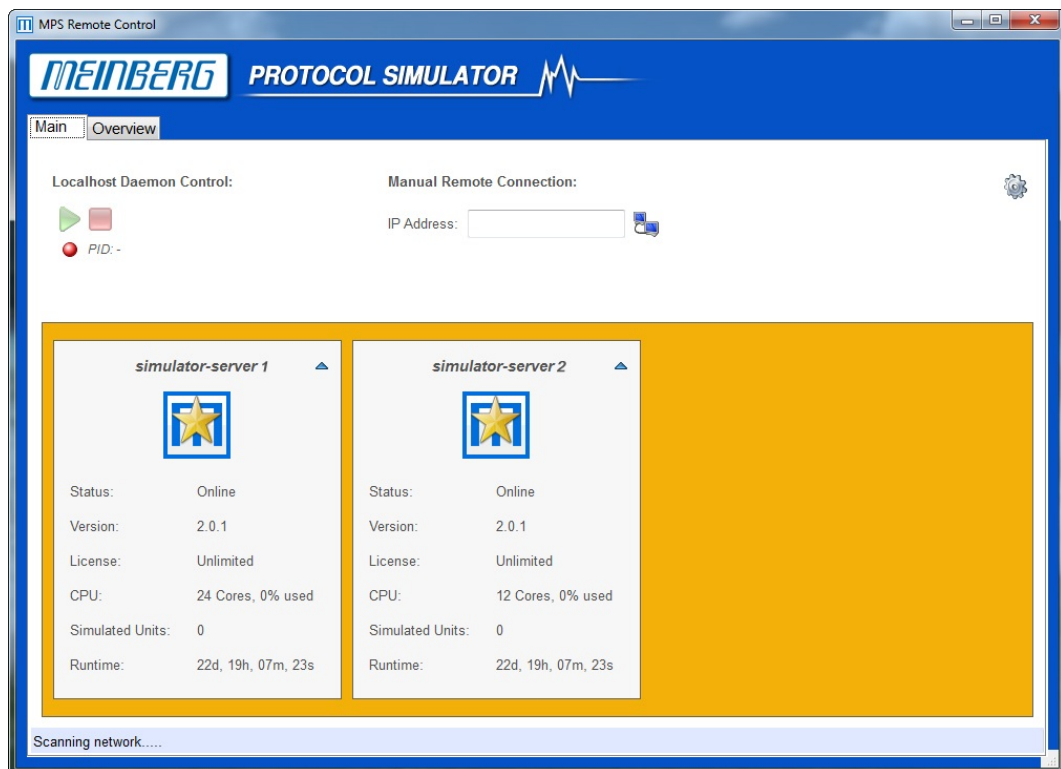 MPS Remote Control
MEINBERG PROTOCOL SIMULATOR
Main Overview
Localhost Daemon Control: Manual Remote Connection:
IP Address:
PID: -
simulator-server 1 simulator-server 2
Status: Online Status: Online
Version: 2.0.1 Version: 2.0.1
License: Unlimited License: Unlimited
CPU: 24 Cores, 0% used CPU: 12 Cores, 0% used
Simulated Units: 0 Simulated Units: 0
Runtime: 22d, 19h, 07m, 23s Runtime: 22d, 19h, 07m, 23s
Scanning network.....